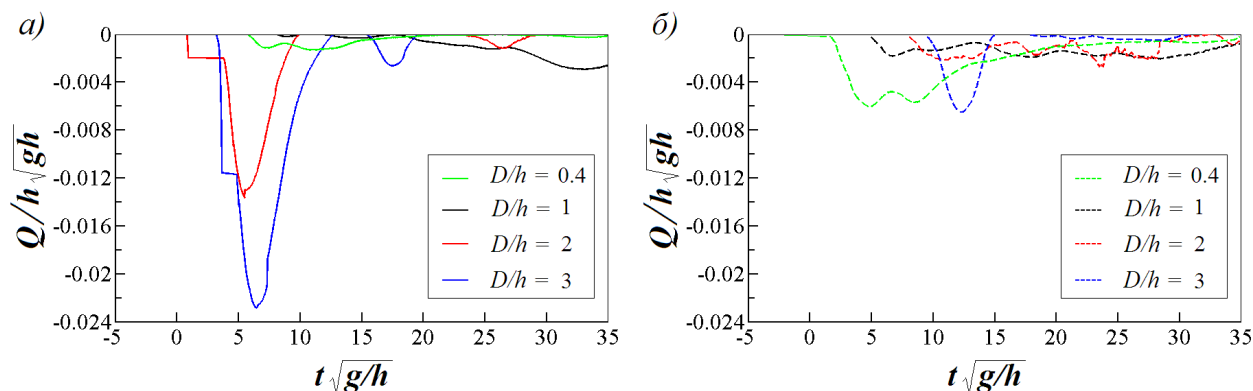 а)
0
-0.004
-0.008
-0.012
-0.016
-0.02
-0.024
Q/h√gh
-5 0 5 10 15 20 25 30 35
t√g/h
D/h = 0.4
D/h = 1
D/h = 2
D/h = 3
б)
0
-0.004
-0.008
-0.012
-0.016
-0.02
-0.024
Q/h√gh
-5 0 5 10 15 20 25 30 35
t√g/h
D/h = 0.4
D/h = 1
D/h = 2
D/h = 3